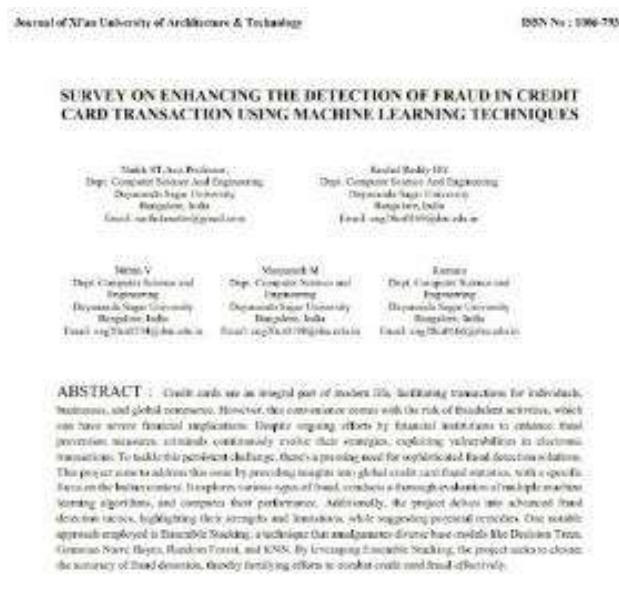 Journal of Xi'an University of Architecture & Technology
ISSN No : 1006-793
SURVEY ON ENHANCING THE DETECTION OF FRAUD IN CREDIT
CARD TRANSACTION USING MACHINE LEARNING TECHNIQUES
Professor,
Dept. Computer Science And Engineering
Dayananda Sagar University
Bangalore, India
Email:
Reddy
Dept. Computer Science And Engineering
Dayananda Sagar University
Bangalore, India
Email:
V
Dept. Computer Science and
Engineering
Dayananda Sagar University
Bangalore, India
Email:
M
Dept. Computer Science and
Engineering
Dayananda Sagar University
Bangalore, India
Email:
Dept. Computer Science and
Engineering
Dayananda Sagar University
Bangalore, India
Email:
ABSTRACT : Credit cards are an integral part of modern life, facilitating transactions for individuals,
businesses, and global commerce. However, this convenience comes with the risk of fraudulent activities, which
can have severe financial implications. Despite ongoing efforts by financial institutions to enhance fraud
prevention measures, criminals continuously evolve their strategies, exploiting vulnerabilities in electronic
transactions. To tackle this persistent challenge, there's a pressing need for sophisticated fraud detection solutions.
This project aims to address this issue by providing insights into global credit card fraud statistics, with a specific
focus on the Indian context. It explores various types of fraud, conducts a thorough evaluation of multiple machine
learning algorithms, and compares their performance. Additionally, the project delves into advanced fraud
detection tactics, highlighting their strengths and limitations, while suggesting potential remedies. One notable
approach employed is Ensemble Stacking, a technique that amalgamates diverse base models like Decision Trees,
Gaussian Naive Bayes, Random Forest, and KNN. By leveraging Ensemble Stacking, the project seeks to elevate
the accuracy of fraud detection, thereby fortifying efforts to combat credit card fraud effectively.